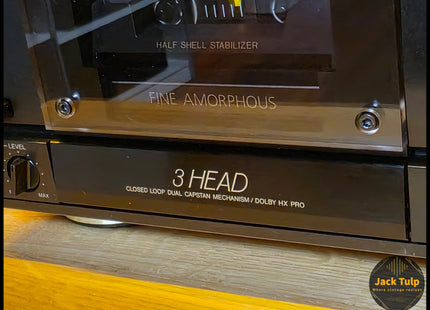 HALF SHELL STABILIZER
FINE AMORPHOUS
LEVEL
3 HEAD
CLOSED LOOP DUAL CAPSTAN MECHANISM / DOLBY HX PRO
MAX
Jack Tulp